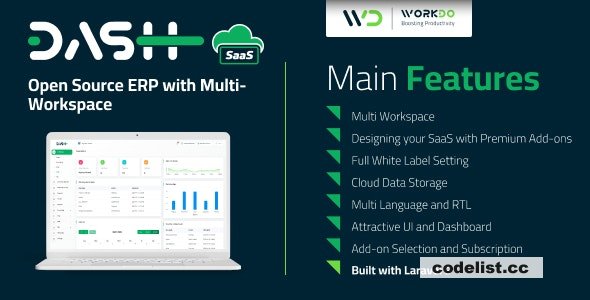 DASH
SaaS
Open Source ERP with Multi-
Workspace
WORKDO
Boosting Productivity
Main Features
Multi Workspace
Designing your SaaS with Premium Add-ons
Full White Label Setting
Cloud Data Storage
Multi Language and RTL
Attractive UI and Dashboard
Add-on Selection and Subscription
Built with Larav
codelist.cc